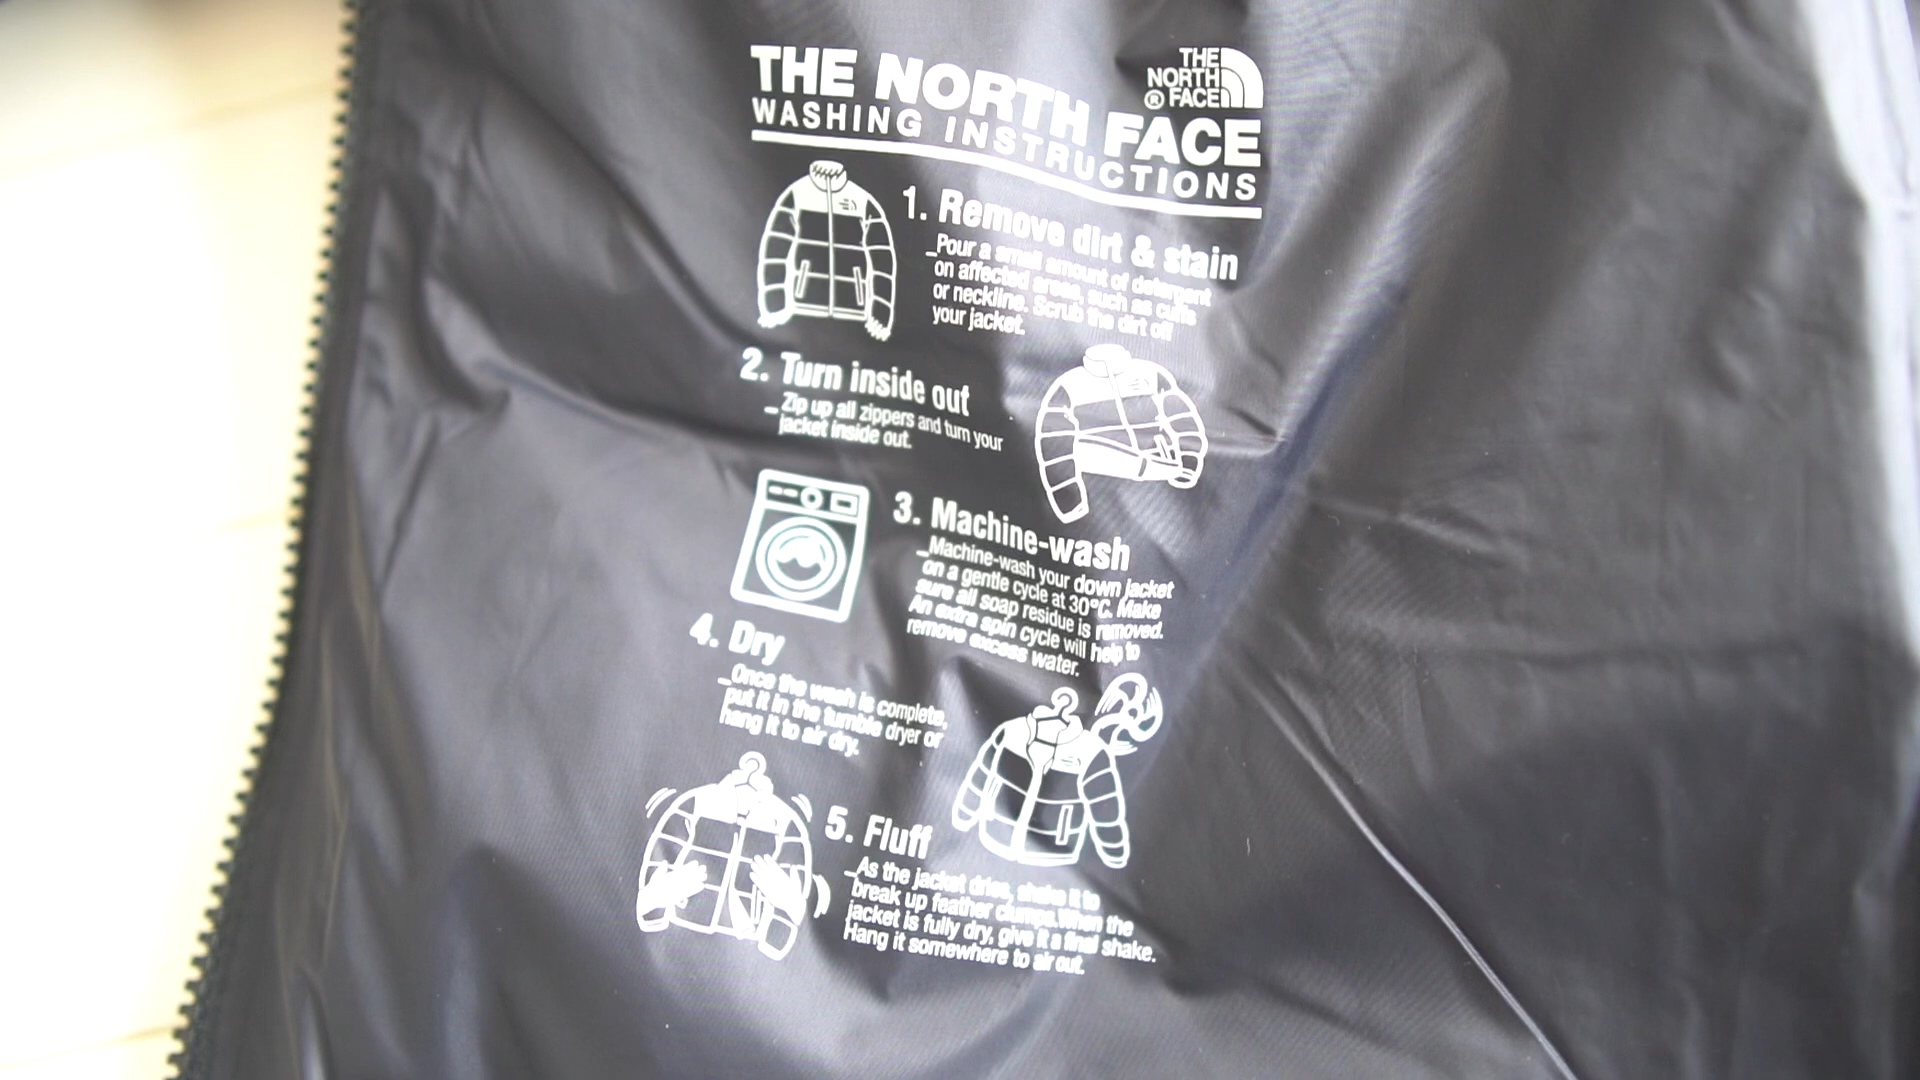 THE NORTH FACE
THE
NORTH
® FACE
WASHING INSTRUCTIONS
1. Remove dirt & stain
_Pour a small amount of detergent
on affected areas, such as cuffs
or neckline. Scrub the dirt off
your jacket.
2. Turn inside out
_ Zip up all zippers and turn your
jacket inside out.
3. Machine-wash
_Machine-wash your down jacket
on a gentle cycle at 30°C. Make
sure all soap residue is removed.
An extra spin cycle will help to
remove excess water.
4. Dry
_Once the wash is complete,
put it in the tumble dryer or
hang it to air dry.
5. Fluff
_As the jacket dries, shake it to
break up feather clumps.When the
jacket is fully dry, give it a final shake.
Hang it somewhere to air out.